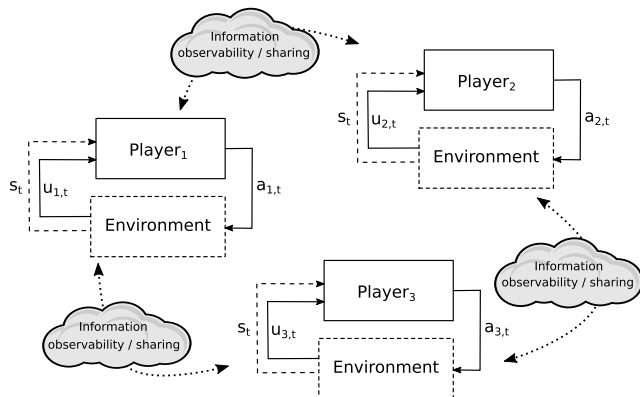 Information
observability / sharing
Player2
st
u2,t
a2,t
Environment
Player1
st
u1,t
a1,t
Environment
Information
observability / sharing
Player3
st
u3,t
a3,t
Environment
Information
observability / sharing